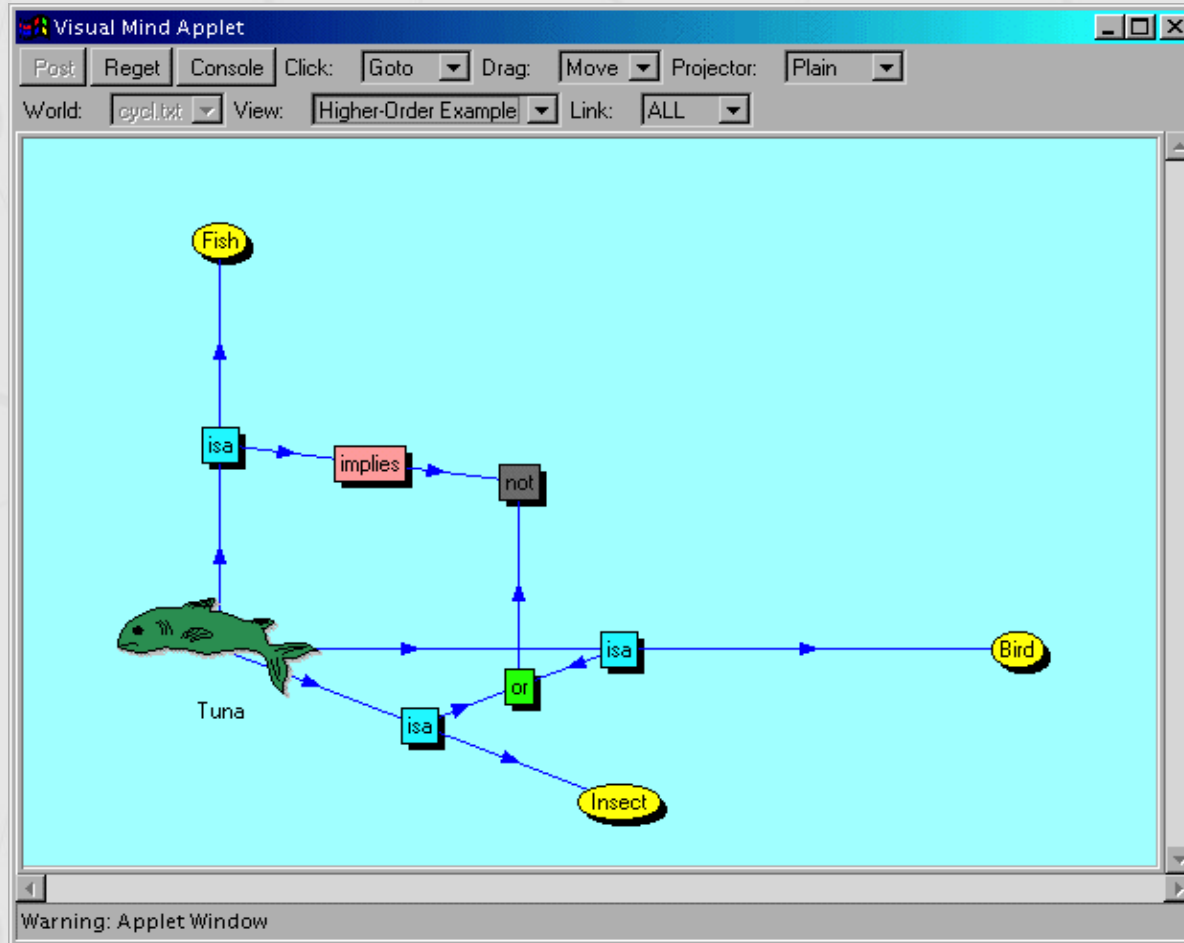 Visual Mind Applet
Post Reget Console Click: Goto Drag: Move Projector: Plain
World: cycl.txt View: Higher-Order Example Link: ALL
Fish
isa
implies
not
isa
Bird
or
Tuna
isa
Insect
Warning: Applet Window